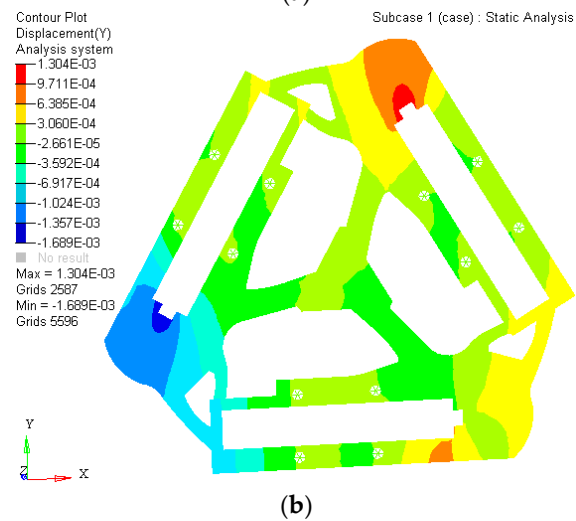 Contour Plot
Displacement(Y)
Analysis system
1.304E-03
9.711E-04
6.385E-04
3.060E-04
-2.661E-05
-3.592E-04
-6.917E-04
-1.024E-03
-1.357E-03
-1.689E-03
No result
Max = 1.304E-03
Grids 2587
Min = -1.689E-03
Grids 5596
Subcase 1 (case) : Static Analysis
Y
Z
X
(b)